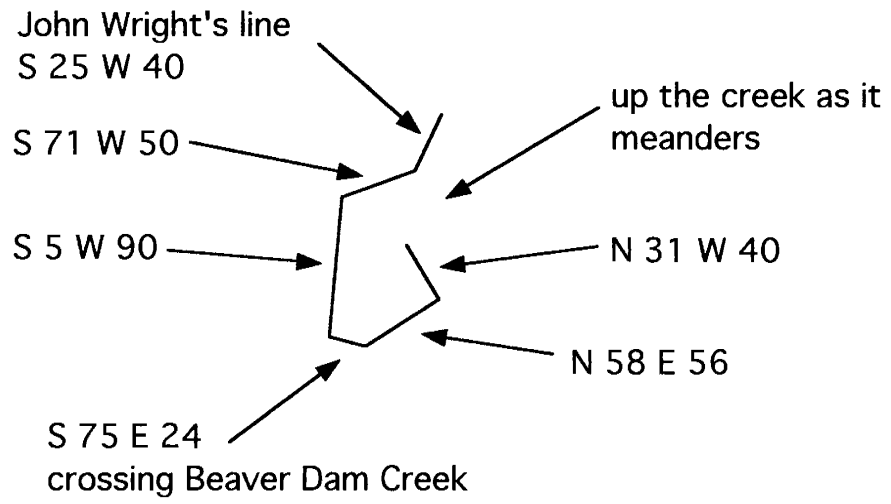 John Wright's line
S 25 W 40
up the creek as it
meanders
S 71 W 50
S 5 W 90
N 31 W 40
N 58 E 56
S 75 E 24
crossing Beaver Dam Creek